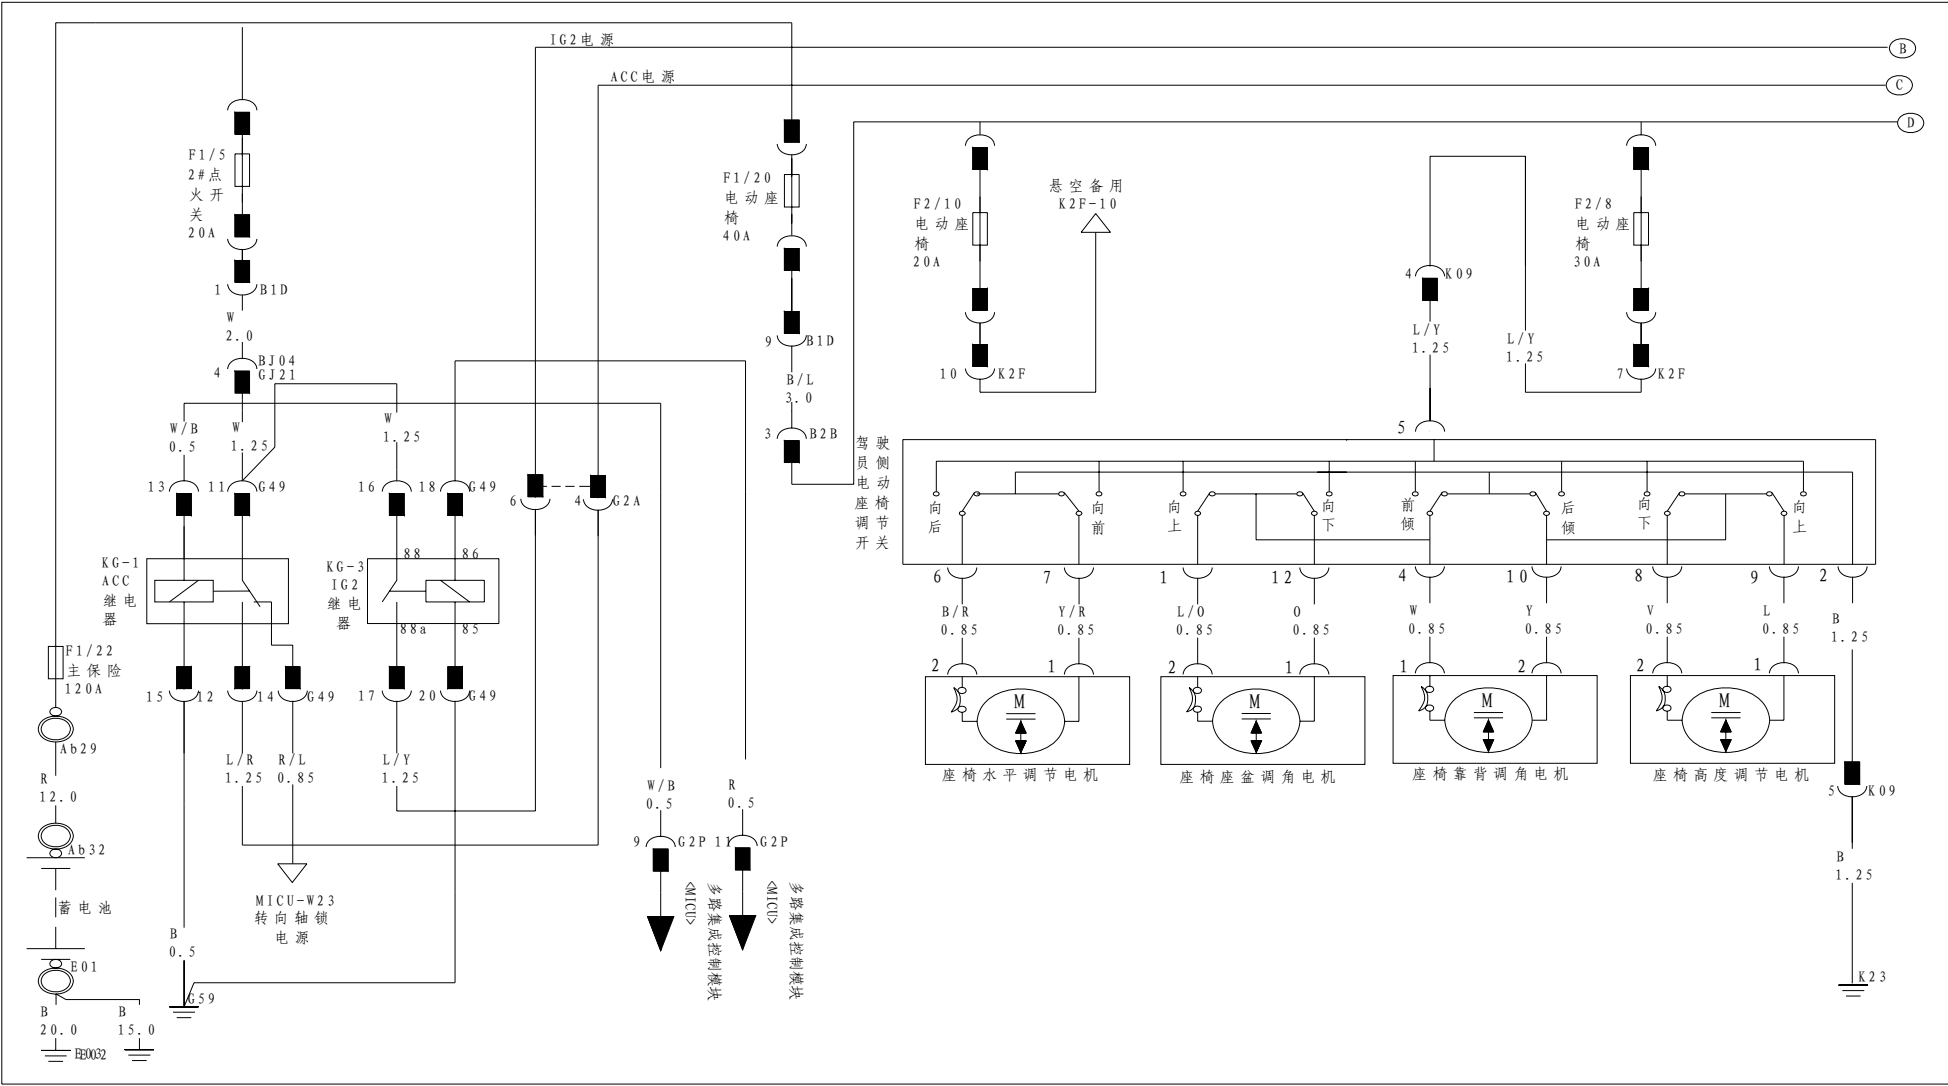 IG2电源
B
ACC电源
C
D
F1/5
2#点
火开
关
20A
1
B1D
W
2.0
4
BJ04
GJ21
W/B
0.5
W
1.25
W
1.25
13
11
G49
16
18
G49
6
4
G2A
KG-1
ACC
继电
器
KG-3
IG2
继电
器
88
86
88a
85
F1/22
主保险
120A
15
12
14
G49
17
20
G49
Ab29
R
12.0
Ab32
蓄电池
E01
B
20.0
B
15.0
L/R
1.25
R/L
0.85
L/Y
1.25
MICU-W23
转向轴锁
电源
B
0.5
G59
W/B
0.5
R
0.5
9
G2P
11
G2P
多路集成控制模块
<MICU>
多路集成控制模块
<MICU>
F1/20
电动座
椅
40A
9
B1D
B/L
3.0
3
B2B
F2/10
电动座
椅
20A
10
K2F
悬空备用
K2F-10
4
K09
L/Y
1.25
L/Y
1.25
F2/8
电动座
椅
30A
7
K2F
5
驾驶
员侧
电动
座椅
调节
开关
向后
向前
向上
向下
前倾
后倾
向下
向上
6
7
1
12
4
10
8
9
2
B/R
0.85
Y/R
0.85
L/O
0.85
O
0.85
W
0.85
Y
0.85
V
0.85
L
0.85
B
1.25
2
1
2
1
1
2
2
1
M
M
M
M
座椅水平调节电机
座椅座盆调角电机
座椅靠背调角电机
座椅高度调节电机
5
K09
B
1.25
K23